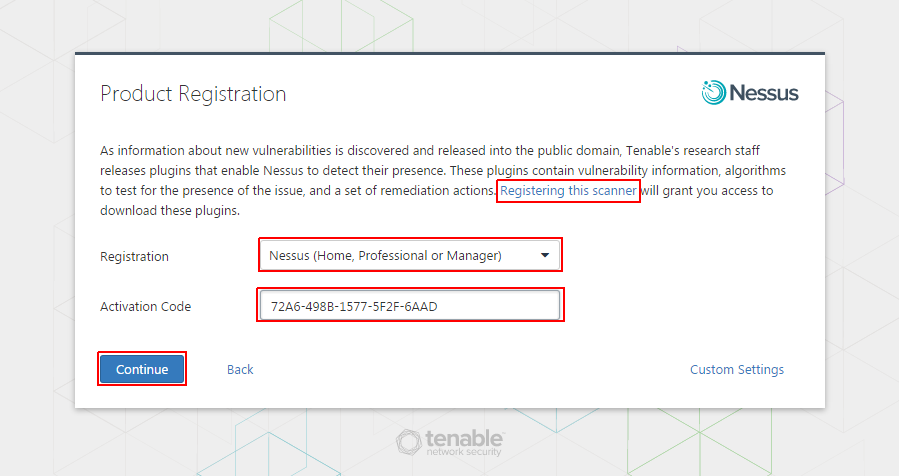 Product Registration
Nessus
As information about new vulnerabilities is discovered and released into the public domain, Tenable's research staff
releases plugins that enable Nessus to detect their presence. These plugins contain vulnerability information, algorithms
to test for the presence of the issue, and a set of remediation actions. Registering this scanner will grant you access to
download these plugins.
Registration
Nessus (Home, Professional or Manager)
Activation Code
72A6-498B-1577-5F2F-6AAD
Continue
Back
Custom Settings
tenable
network security